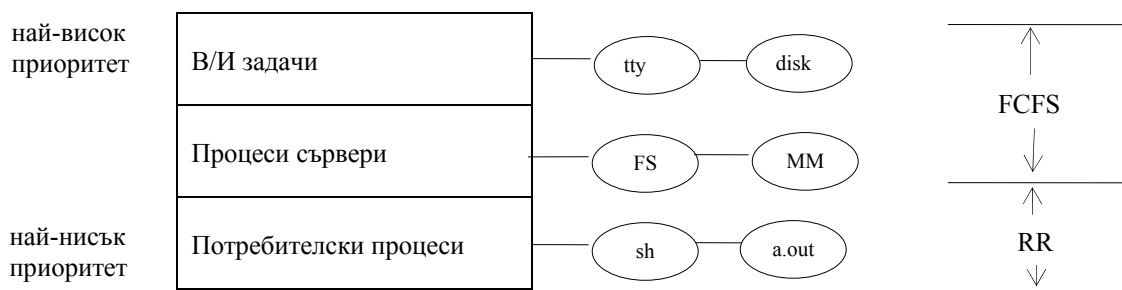 най-висок
приоритет
В/И задачи
tty
disk
FCFS
Процеси сървери
FS
MM
най-нисък
приоритет
Потребителски процеси
sh
a.out
RR